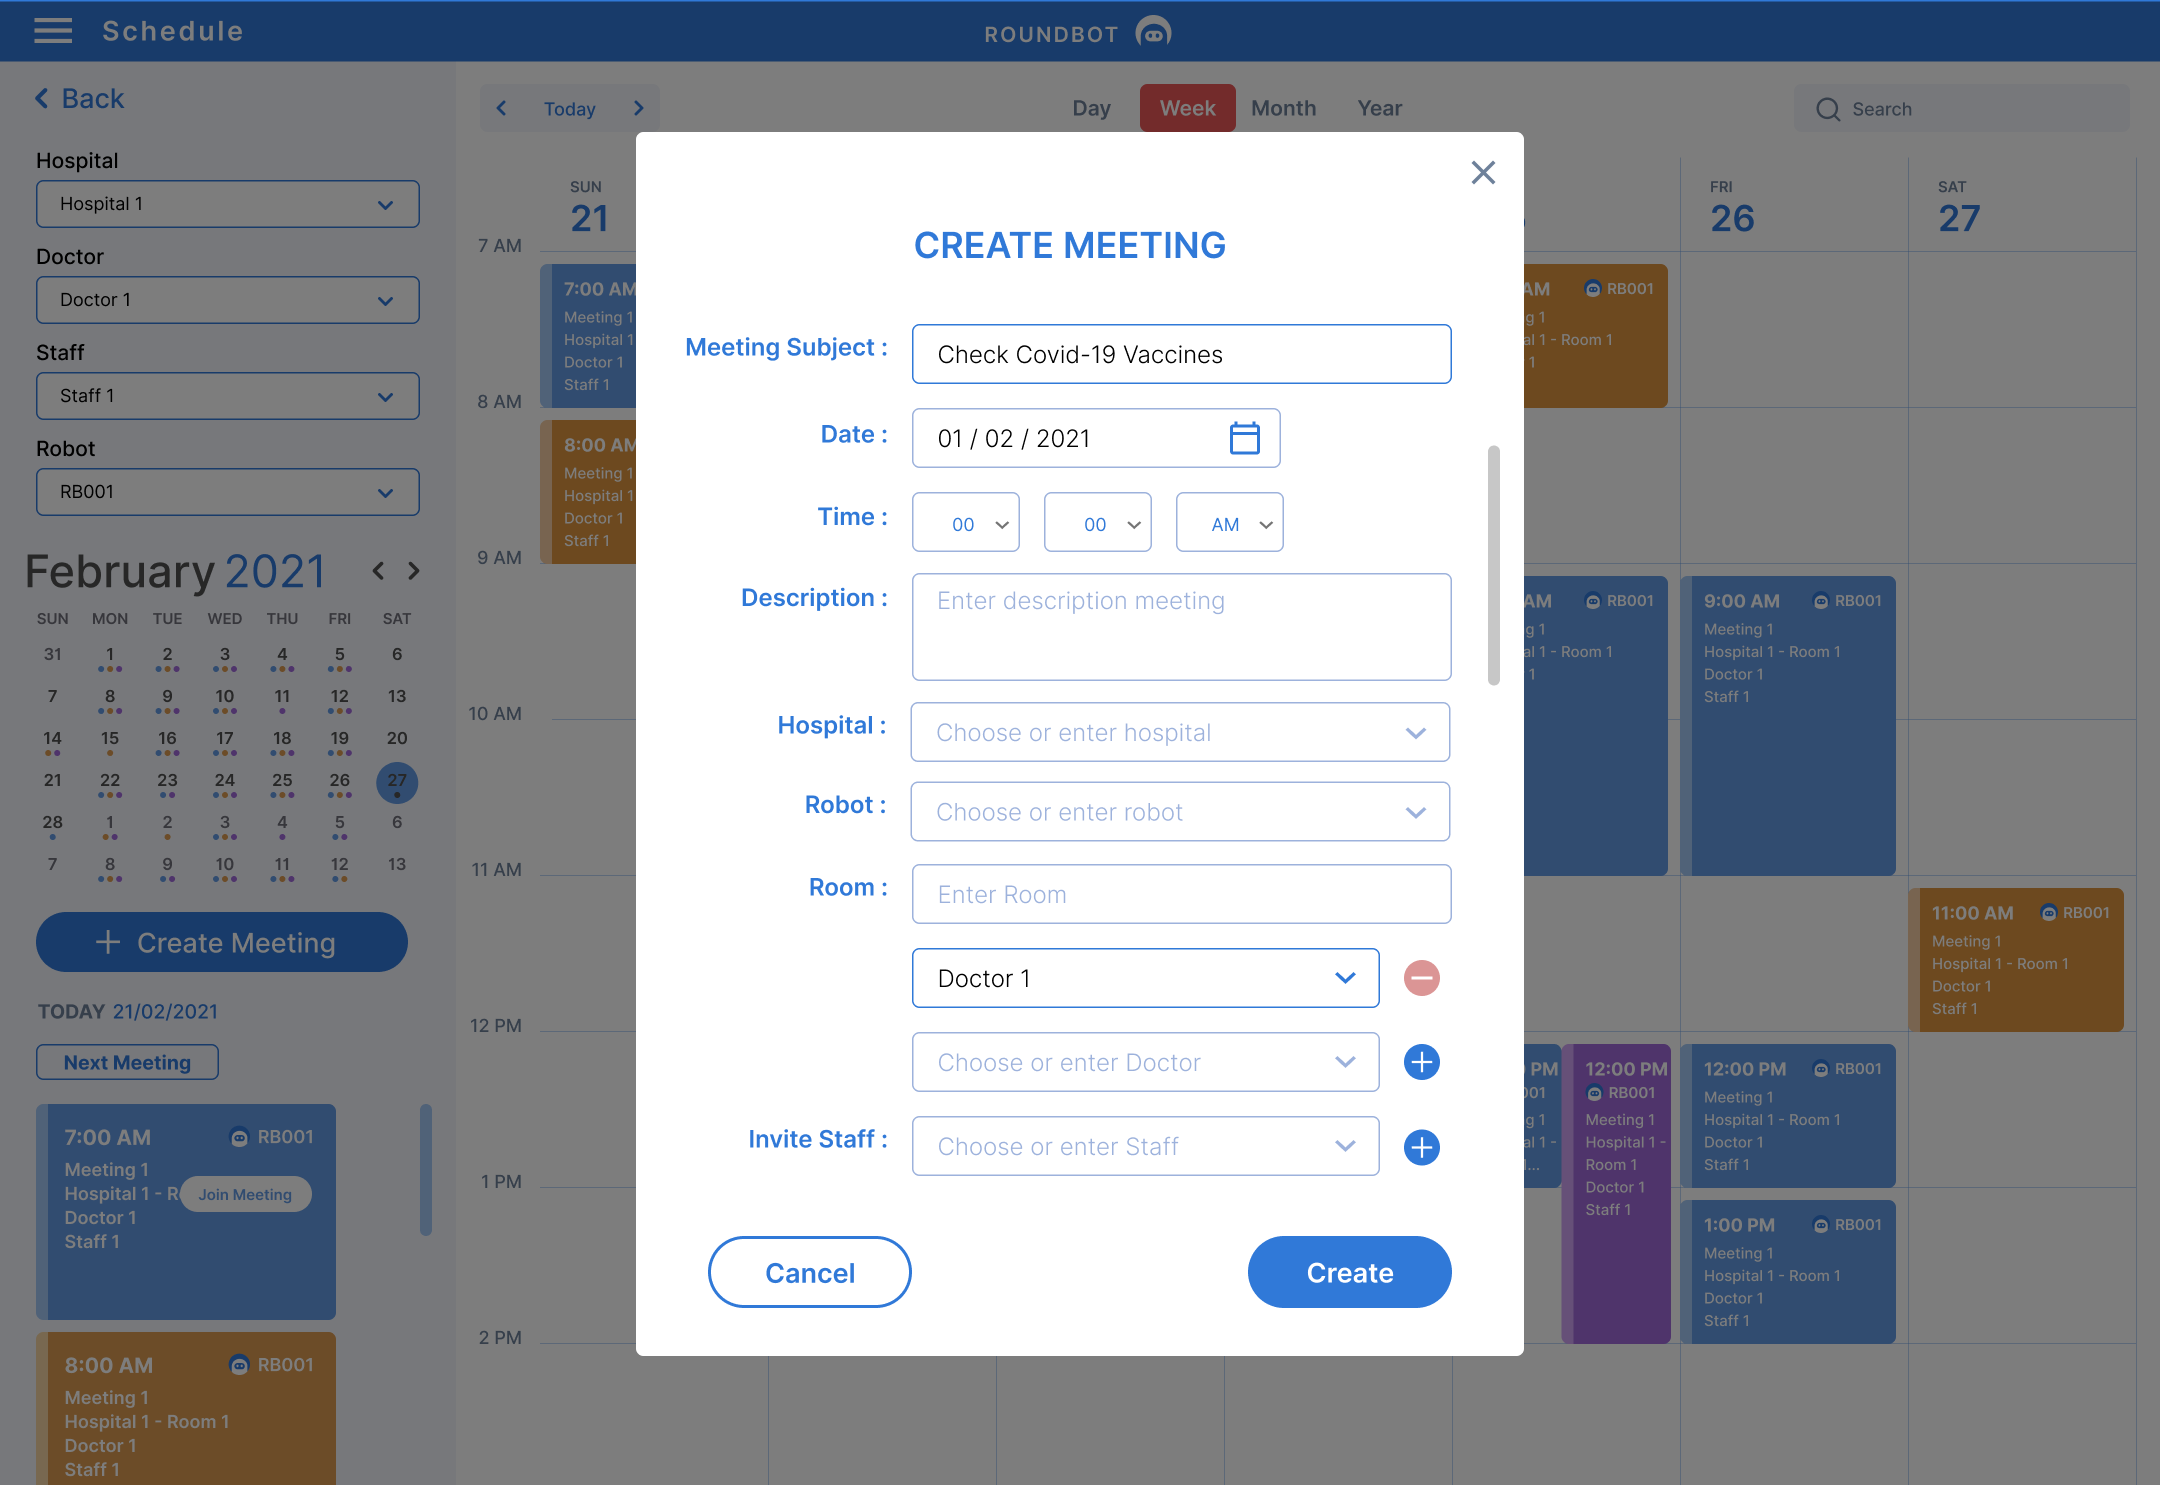 Schedule
ROUNDBOT
Back
Today
Day
Week
Month
Year
Search
Hospital
Hospital 1
Doctor
Doctor 1
Staff
Staff 1
Robot
RB001
February 2021
SUN MON TUE WED THU FRI SAT
31 1 2 3 4 5 6
7 8 9 10 11 12 13
14 15 16 17 18 19 20
21 22 23 24 25 26 27
28 1 2 3 4 5 6
7 8 9 10 11 12 13
Create Meeting
TODAY 21/02/2021
Next Meeting
7:00 AM RB001
Meeting 1
Hospital 1 - R
Join Meeting
Doctor 1
Staff 1
8:00 AM RB001
Meeting 1
Hospital 1 - Room 1
Doctor 1
Staff 1
SUN
21
FRI
26
SAT
27
7 AM
8 AM
9 AM
10 AM
11 AM
12 PM
1 PM
2 PM
7:00 AM
Meeting 1
Hospital 1
Doctor 1
Staff 1
8:00 AM
Meeting 1
Hospital 1
Doctor 1
Staff 1
CREATE MEETING
Meeting Subject :
Check Covid-19 Vaccines
Date :
01 / 02 / 2021
Time :
00
00
AM
Description :
Enter description meeting
Hospital :
Choose or enter hospital
Robot :
Choose or enter robot
Room :
Enter Room
Doctor 1
Choose or enter Doctor
Invite Staff :
Choose or enter Staff
Cancel
Create
AM RB001
g 1
al 1 - Room 1
1
AM RB001
g 1
al 1 - Room 1
1
9:00 AM RB001
Meeting 1
Hospital 1 - Room 1
Doctor 1
Staff 1
11:00 AM RB001
Meeting 1
Hospital 1 - Room 1
Doctor 1
Staff 1
PM
01
g 1
al 1 -
...
12:00 PM
RB001
Meeting 1
Hospital 1 -
Room 1
Doctor 1
Staff 1
12:00 PM RB001
Meeting 1
Hospital 1 - Room 1
Doctor 1
Staff 1
1:00 PM RB001
Meeting 1
Hospital 1 - Room 1
Doctor 1
Staff 1